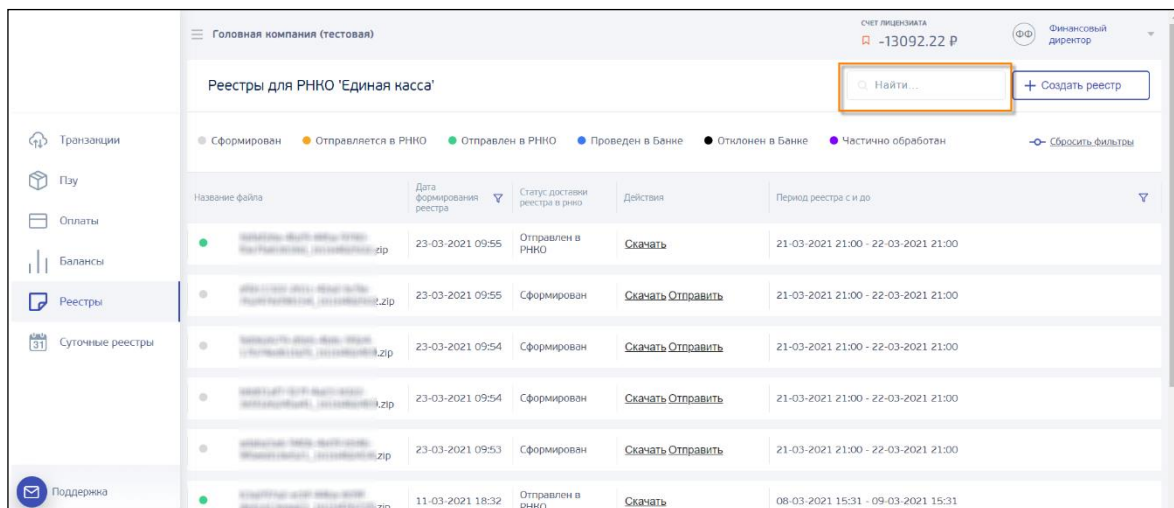 СЧЕТ ЛИЦЕНЗИАТА
Головная компания (тестовая)
-13092.22 ₽
ФФ
Финансовый
директор
Реестры для РНКО 'Единая касса'
Найти...
+ Создать реестр
Транзакции
Пзу
Оплаты
Балансы
Реестры
31 Суточные реестры
Поддержка
Сформирован Отправляется в РНКО Отправлен в РНКО Проведен в Банке Отклонен в Банке Частично обработан Сбросить фильтры
Название файла
Дата
формирования
реестра
Статус доставки
реестра в рнко
Действия
Период реестра с и до
.zip 23-03-2021 09:55 Отправлен в
РНКО
Скачать 21-03-2021 21:00 - 22-03-2021 21:00
.zip 23-03-2021 09:55 Сформирован Скачать Отправить 21-03-2021 21:00 - 22-03-2021 21:00
.zip 23-03-2021 09:54 Сформирован Скачать Отправить 21-03-2021 21:00 - 22-03-2021 21:00
.zip 23-03-2021 09:54 Сформирован Скачать Отправить 21-03-2021 21:00 - 22-03-2021 21:00
.zip 23-03-2021 09:53 Сформирован Скачать Отправить 21-03-2021 21:00 - 22-03-2021 21:00
.zip 11-03-2021 18:32 Отправлен в
РНКО
Скачать 08-03-2021 15:31 - 09-03-2021 15:31